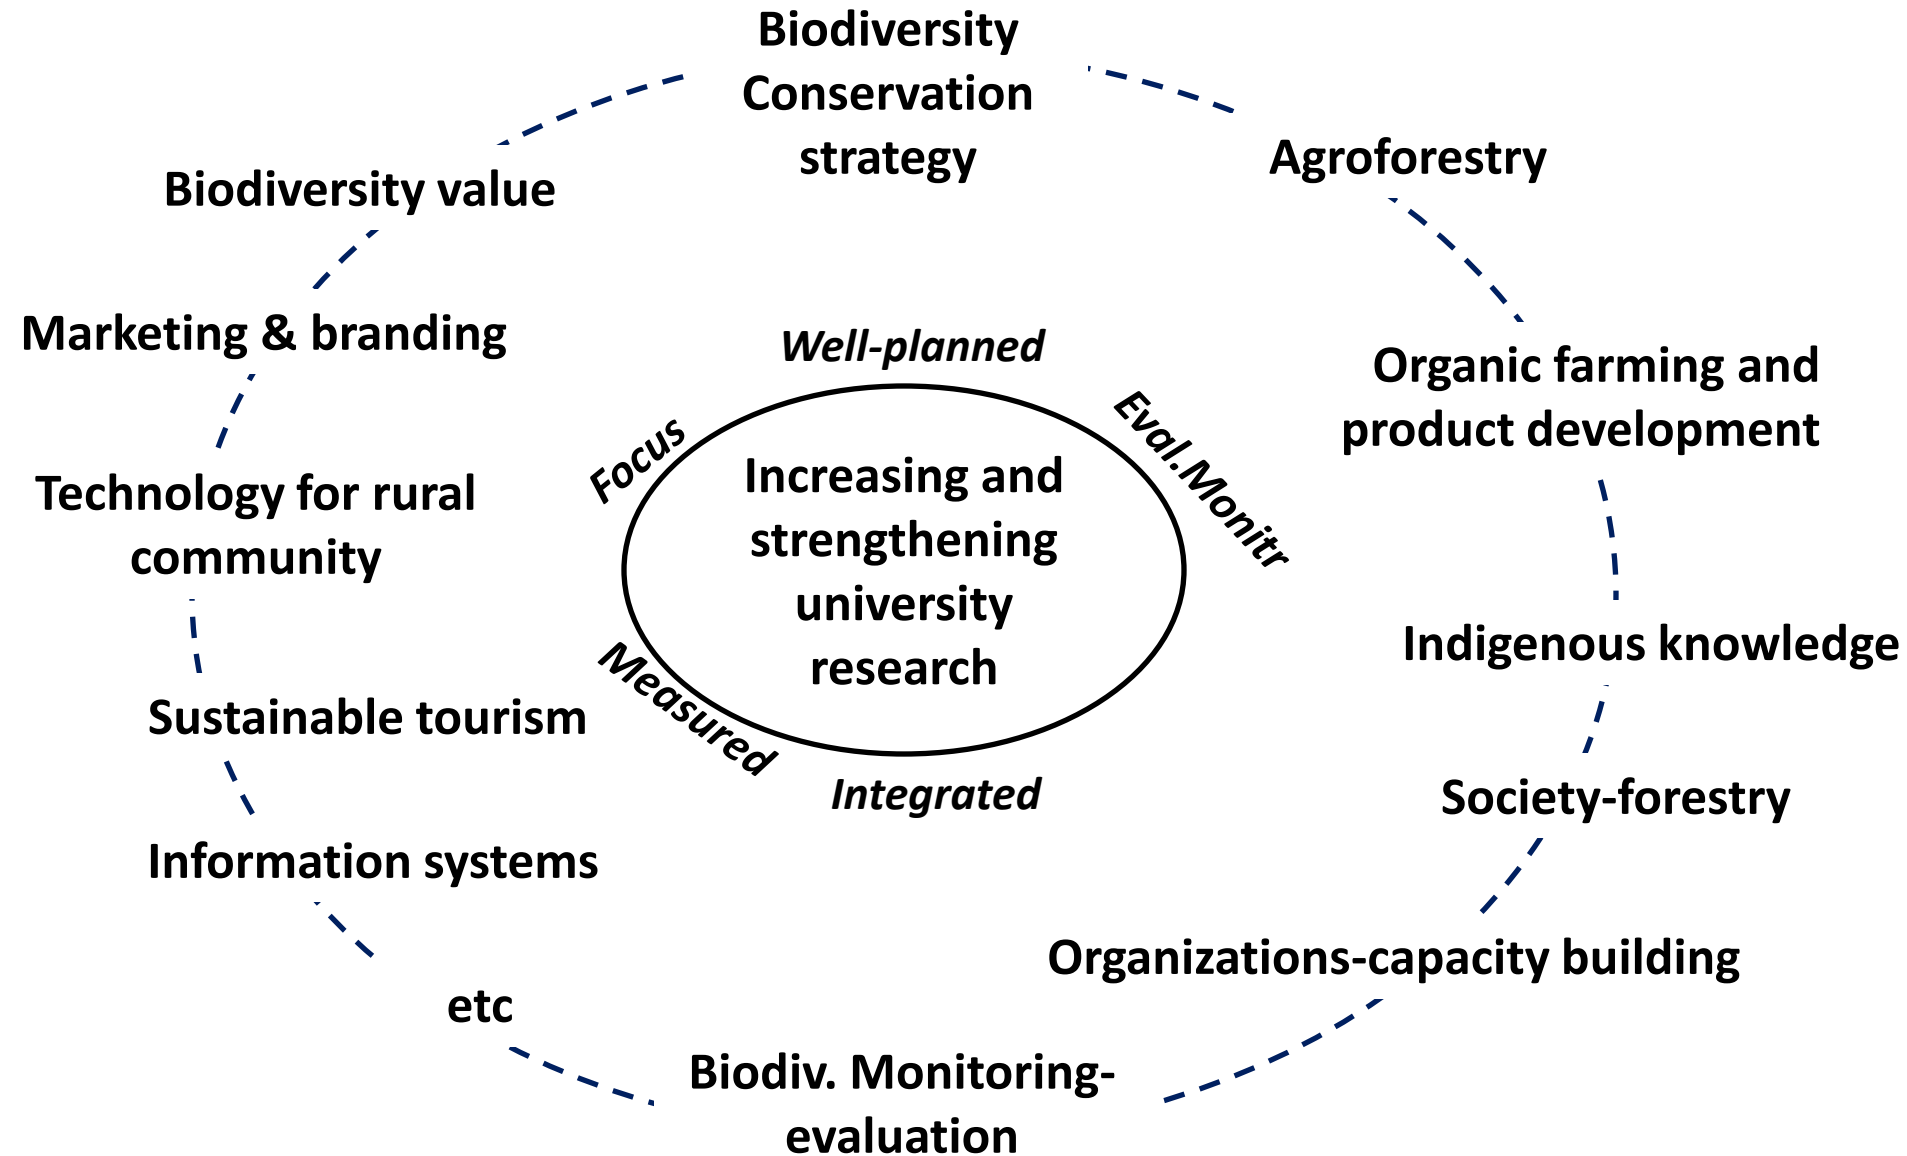 Biodiversity
Conservation
strategy
Agroforestry
Organic farming and
product development
Indigenous knowledge
Society-forestry
Organizations-capacity building
Biodiv. Monitoring-
evaluation
etc
Information systems
Sustainable tourism
Technology for rural
community
Marketing & branding
Biodiversity value
Well-planned
Eval.Monitr
Integrated
Measured
Focus
Increasing and
strengthening
university
research